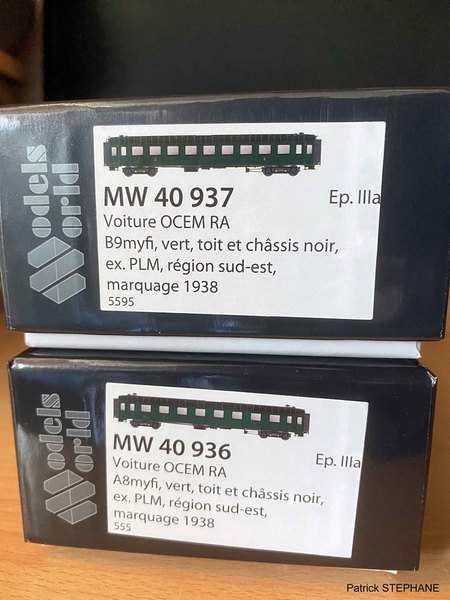 Models
World
MW 40 937 Ep. IIIa
Voiture OCEM RA
B9myfi, vert, toit et châssis noir,
ex. PLM, région sud-est,
marquage 1938
5595
Models
World
MW 40 936 Ep. IIIa
Voiture OCEM RA
A8myfi, vert, toit et châssis noir,
ex. PLM, région sud-est,
marquage 1938
555
Patrick STEPHANE